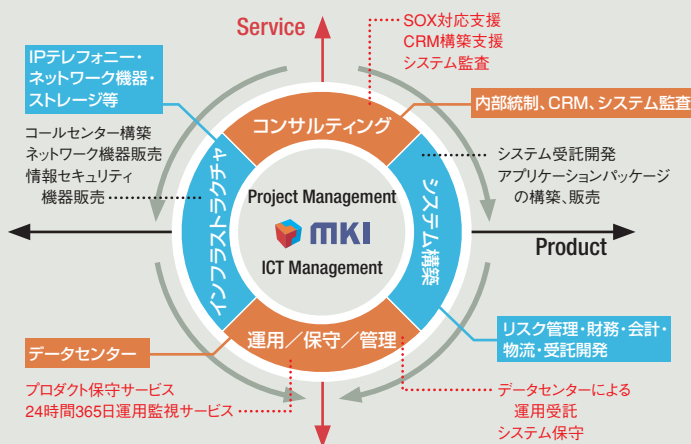 Service
SOX対応支援
CRM構築支援
システム監査
IPテレフォニー・
ネットワーク機器・
ストレージ等
内部統制、CRM、システム監査
コンサルティング
コールセンター構築
ネットワーク機器販売
情報セキュリティ
機器販売
システム受託開発
アプリケーションパッケージ
の構築、販売
インフラストラクチャ
Project Management
MKI
ICT Management
システム構築
Product
データセンター
運用／保守／管理
リスク管理・財務・会計・
物流・受託開発
プロダクト保守サービス
24時間365日運用監視サービス
データセンターによる
運用受託
システム保守